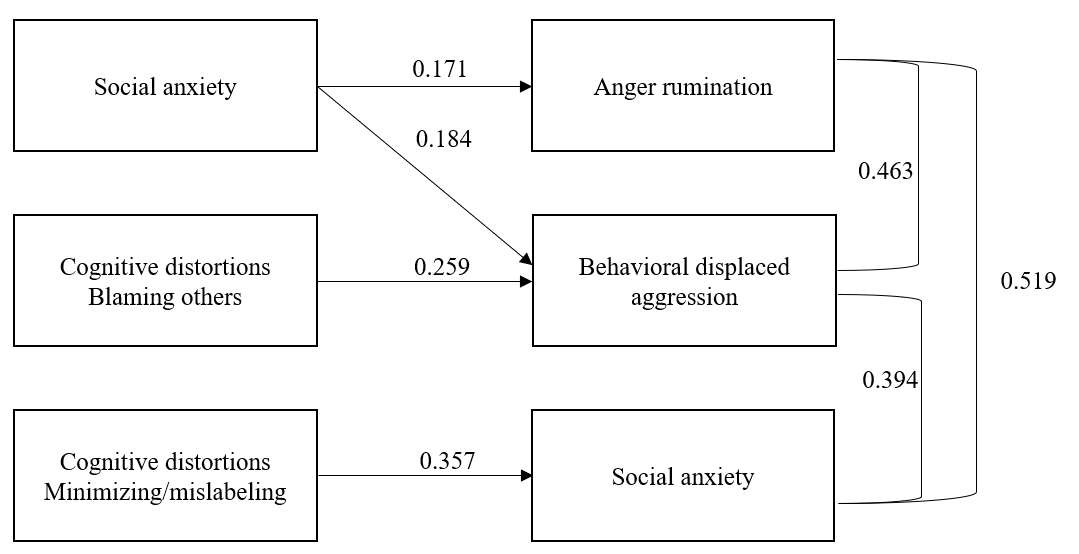 Social anxiety
0.171
Anger rumination
0.184
0.463
Cognitive distortions
Blaming others
0.259
Behavioral displaced
aggression
0.519
0.394
Cognitive distortions
Minimizing/mislabeling
0.357
Social anxiety